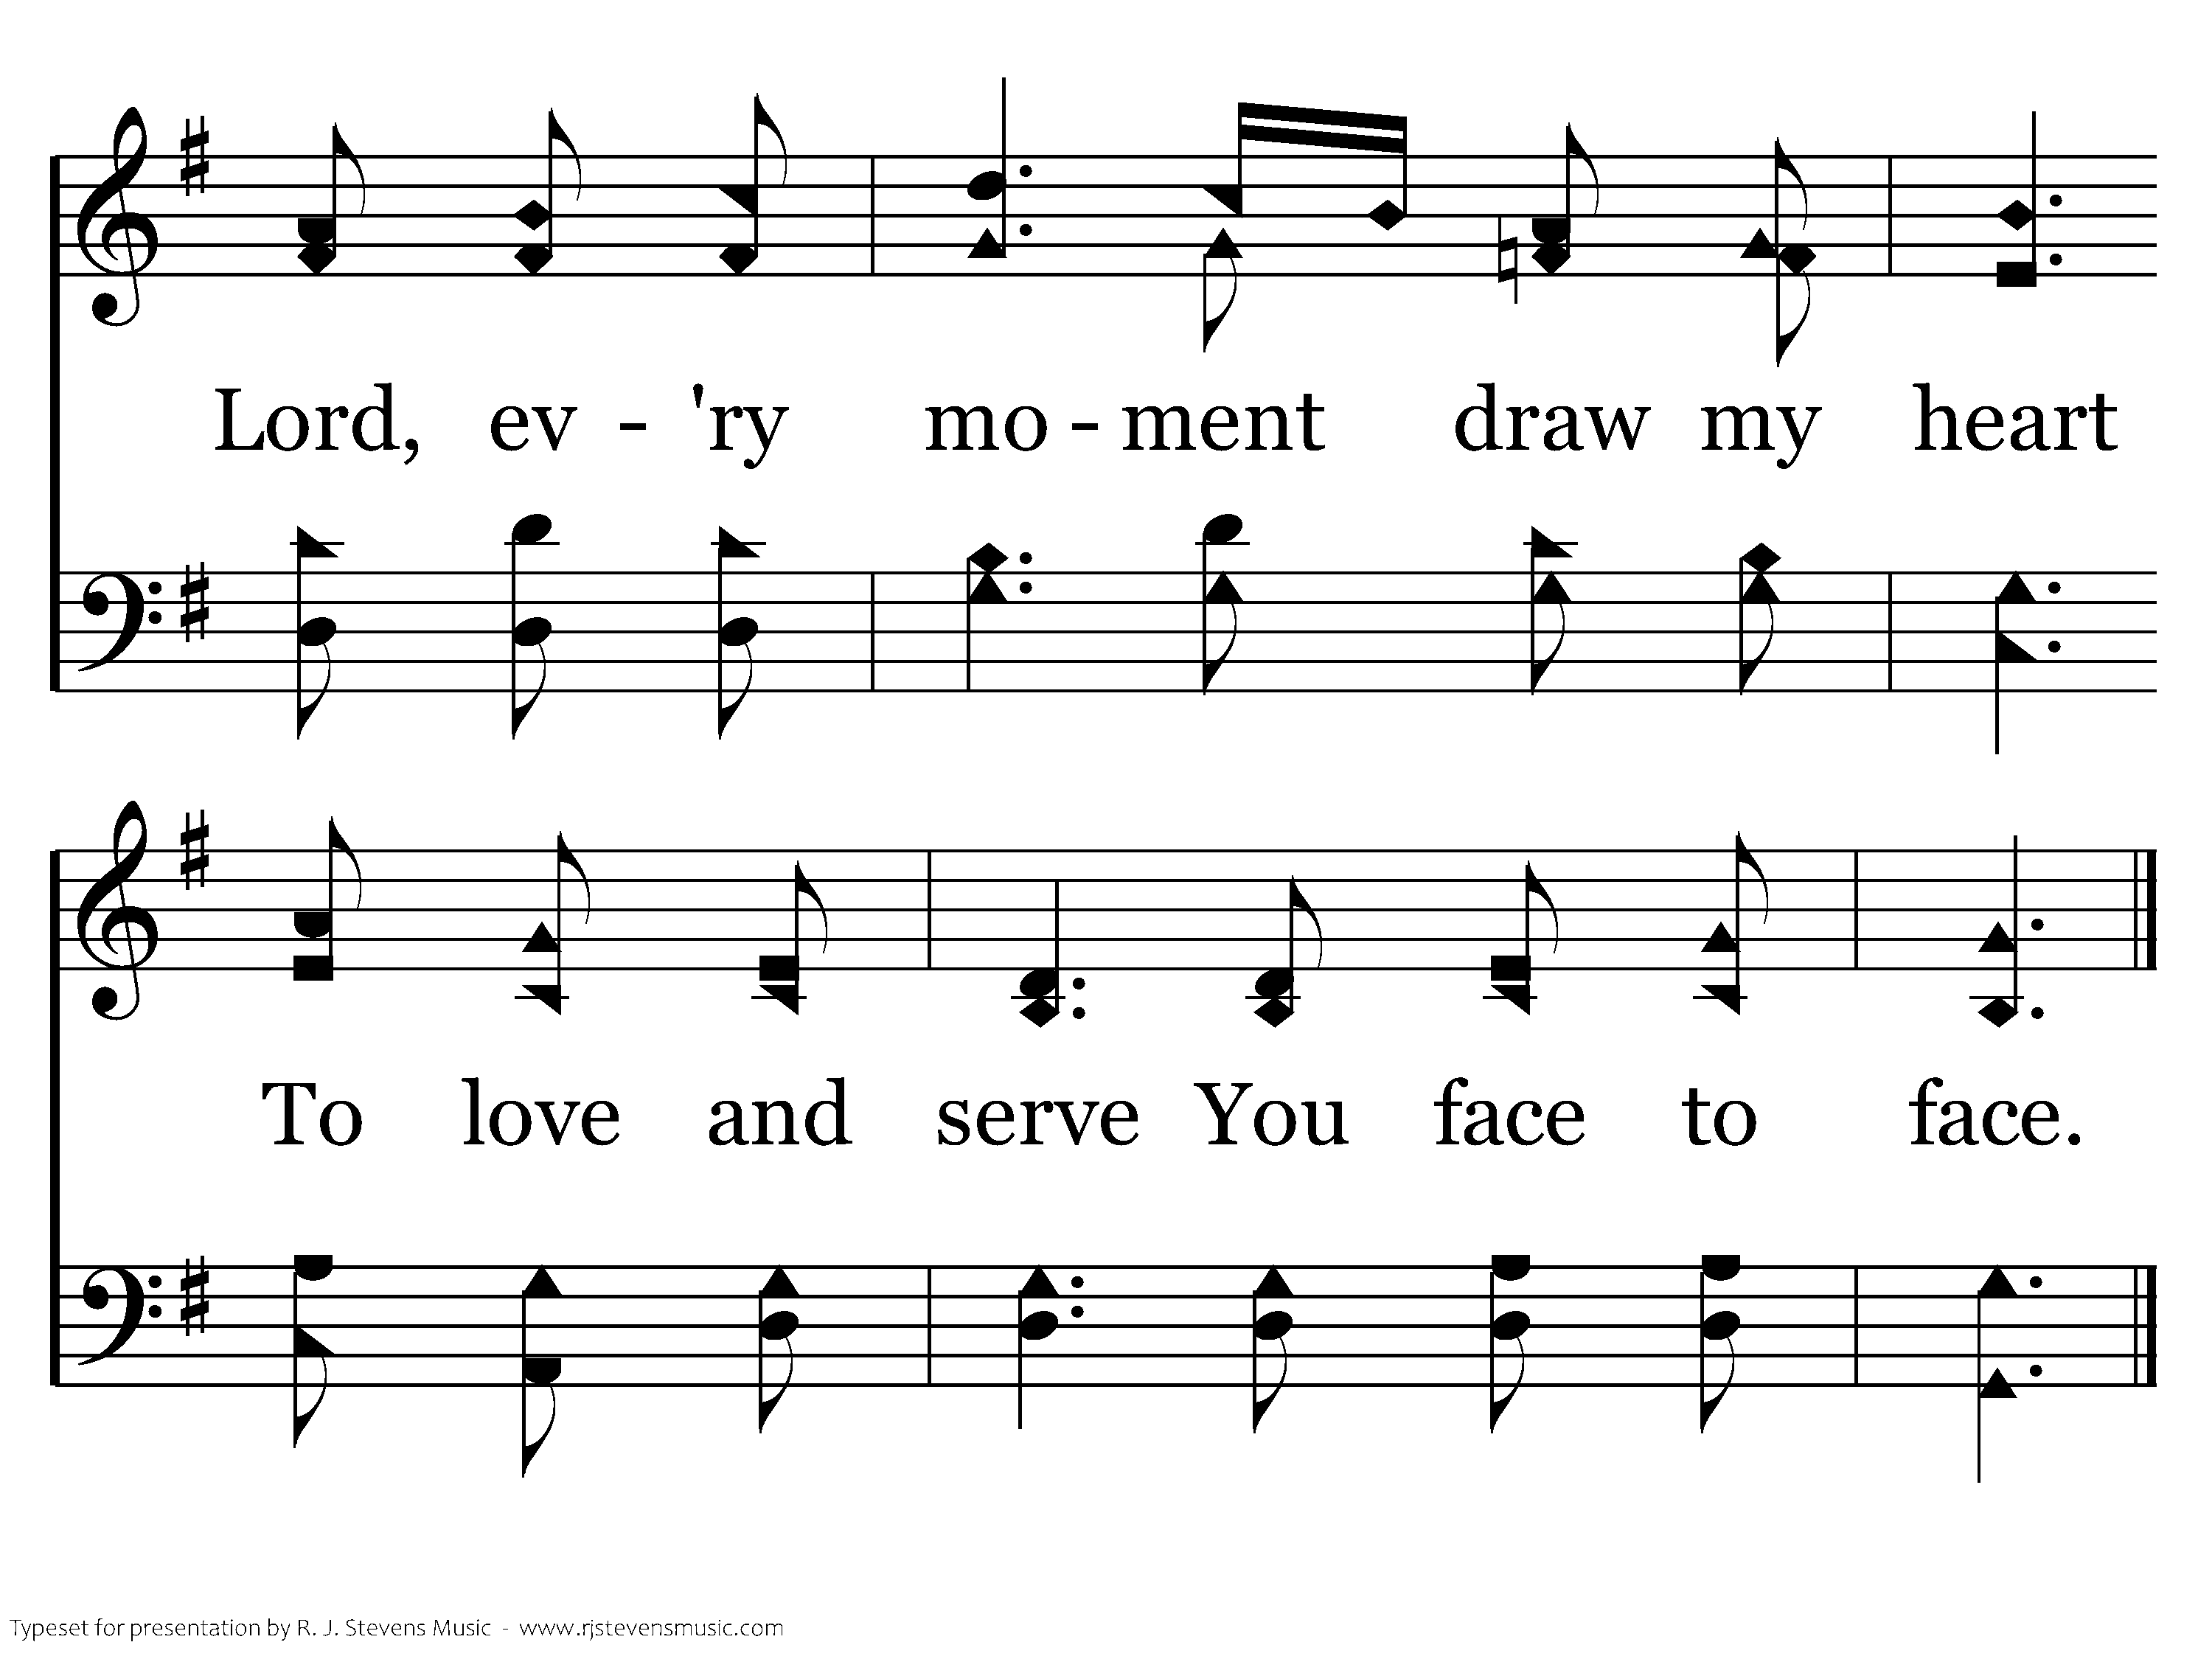 Lord, ev - 'ry mo - ment draw my heart
To love and serve You face to face.
Typeset for presentation by R. J. Stevens Music - www.rjstevensmusic.com